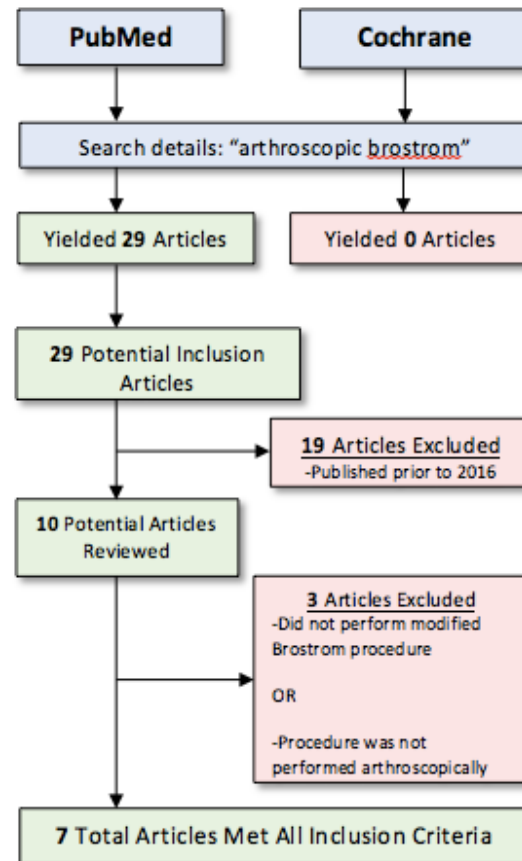 PubMed
Cochrane
Search details: “arthroscopic brostrom”
Yielded 29 Articles
Yielded 0 Articles
29 Potential Inclusion
Articles
19 Articles Excluded
-Published prior to 2016
10 Potential Articles
Reviewed
3 Articles Excluded
-Did not perform modified
Brostrom procedure
OR
-Procedure was not
performed arthroscopically
7 Total Articles Met All Inclusion Criteria